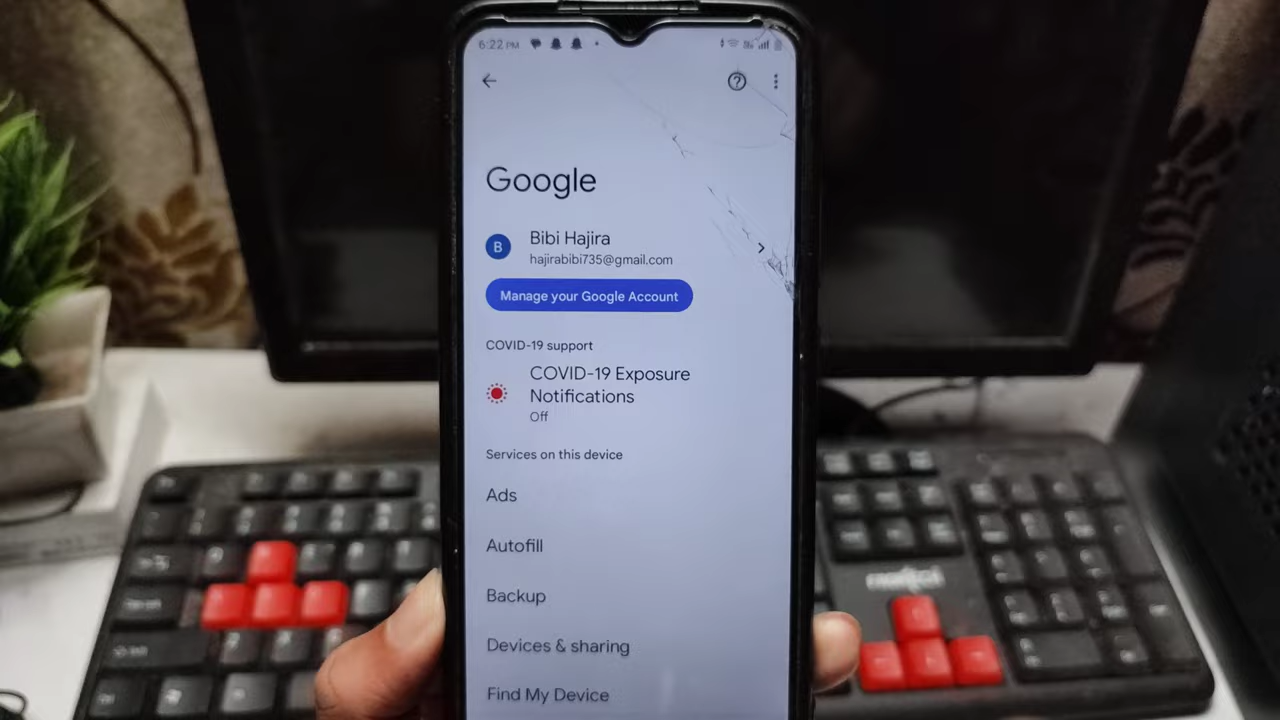 6:22 PM
Google
B
Bibi Hajira
hajirabibi735@gmail.com
Manage your Google Account
COVID-19 support
COVID-19 Exposure
Notifications
Off
Services on this device
Ads
Autofill
Backup
Devices & sharing
Find My Device